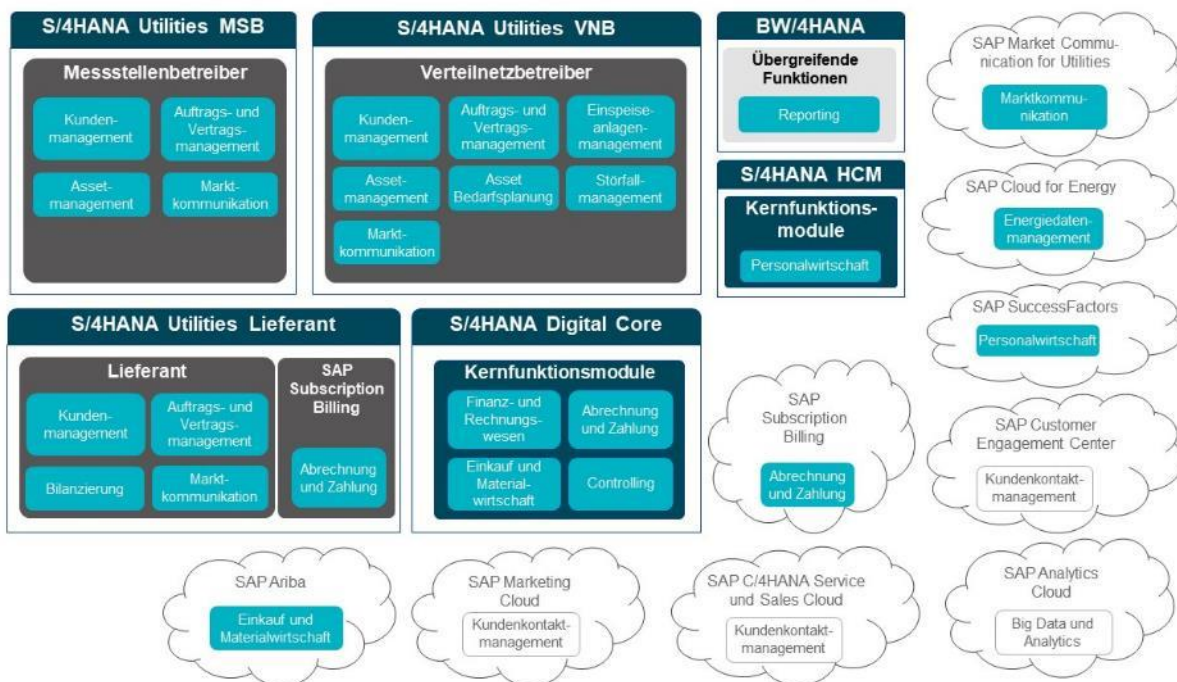 S/4HANA Utilities MSB
Messstellenbetreiber
Kunden-
management
Auftrags- und
Vertrags-
management
Asset-
management
Markt-
kommunikation
S/4HANA Utilities VNB
Verteilnetzbetreiber
Kunden-
management
Auftrags- und
Vertrags-
management
Einspeise-
anlagen-
management
Asset-
management
Asset
Bedarfsplanung
Störfall-
management
Markt-
kommunikation
BW/4HANA
Übergreifende
Funktionen
Reporting
S/4HANA HCM
Kernfunktions-
module
Personalwirtschaft
SAP Market Commu-
nication for Utilities
Marktkommu-
nikation
SAP Cloud for Energy
Energiedaten-
management
SAP SuccessFactors
Personalwirtschaft
S/4HANA Utilities Lieferant
Lieferant
Kunden-
management
Auftrags- und
Vertrags-
management
Bilanzierung
Markt-
kommunikation
SAP
Subscription
Billing
Abrechnung
und Zahlung
S/4HANA Digital Core
Kernfunktionsmodule
Finanz- und
Rechnungs-
wesen
Abrechnung
und Zahlung
Einkauf und
Material-
wirtschaft
Controlling
SAP
Subscription
Billing
Abrechnung
und Zahlung
SAP Customer
Engagement Center
Kundenkontakt-
management
SAP Ariba
Einkauf und
Materialwirtschaft
SAP Marketing
Cloud
Kundenkontakt-
management
SAP C/4HANA Service
und Sales Cloud
Kundenkontakt-
management
SAP Analytics
Cloud
Big Data und
Analytics